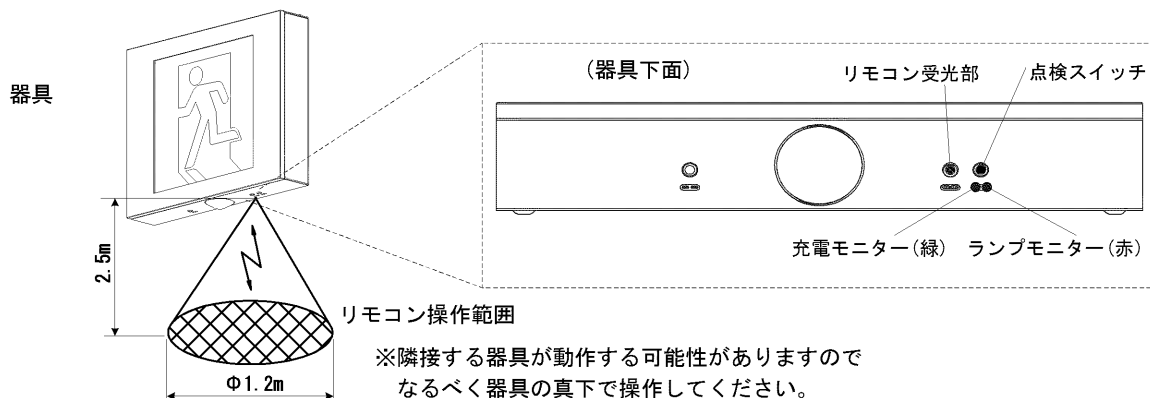 器具
(器具下面)
リモコン受光部
点検スイッチ
充電モニター(緑)
ランプモニター(赤)
2.5m
リモコン操作範囲
Φ1.2m
※隣接する器具が動作する可能性がありますので
なるべく器具の真下で操作してください。